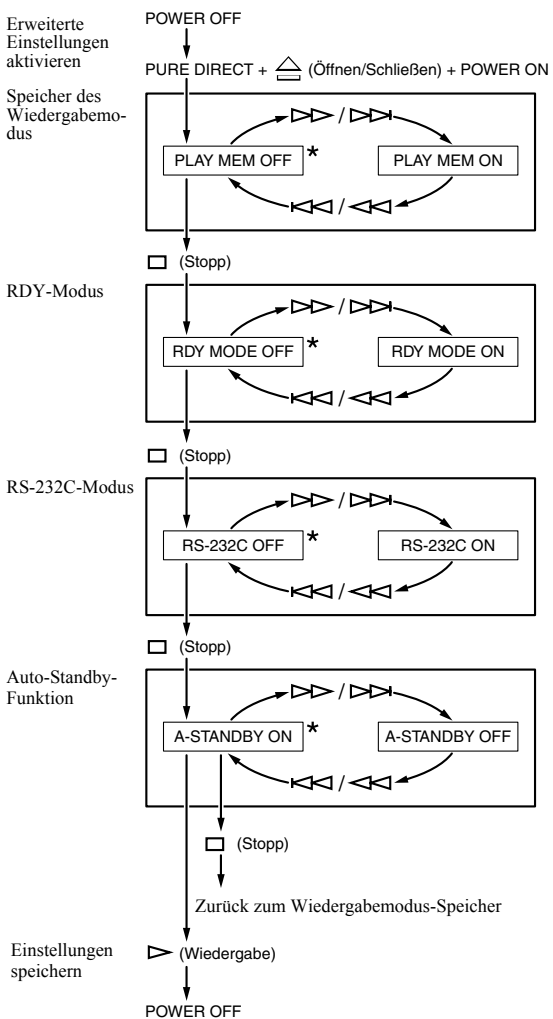 POWER OFF
Erweiterte
Einstellungen
aktivieren
PURE DIRECT + (Öffnen/Schließen) + POWER ON
Speicher des
Wiedergabemo-
dus
/
PLAY MEM OFF * PLAY MEM ON
/
(Stopp)
RDY-Modus
/
RDY MODE OFF * RDY MODE ON
/
(Stopp)
RS-232C-Modus
/
RS-232C OFF * RS-232C ON
/
(Stopp)
Auto-Standby-
Funktion
/
A-STANDBY ON * A-STANDBY OFF
/
(Stopp)
Zurück zum Wiedergabemodus-Speicher
Einstellungen
speichern
(Wiedergabe)
POWER OFF